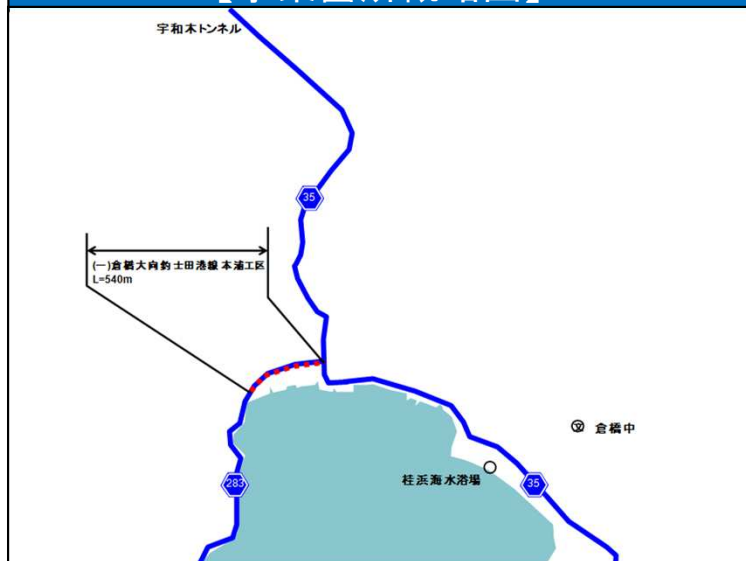 宇和木トンネル
35
(一)倉橋大向釣士田港線 本浦工区
L=540m
倉橋中
桂浜海水浴場
283
35